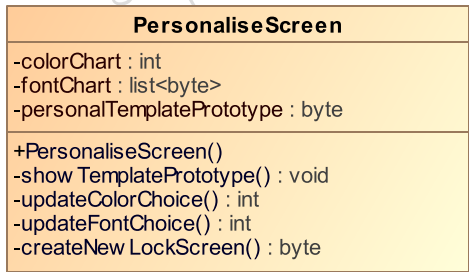 PersonaliseScreen
-colorChart : int
-fontChart : list<byte>
-personalTemplatePrototype : byte
+PersonaliseScreen()
-show TemplatePrototype() : void
-updateColorChoice() : int
-updateFontChoice() : int
-createNew LockScreen() : byte